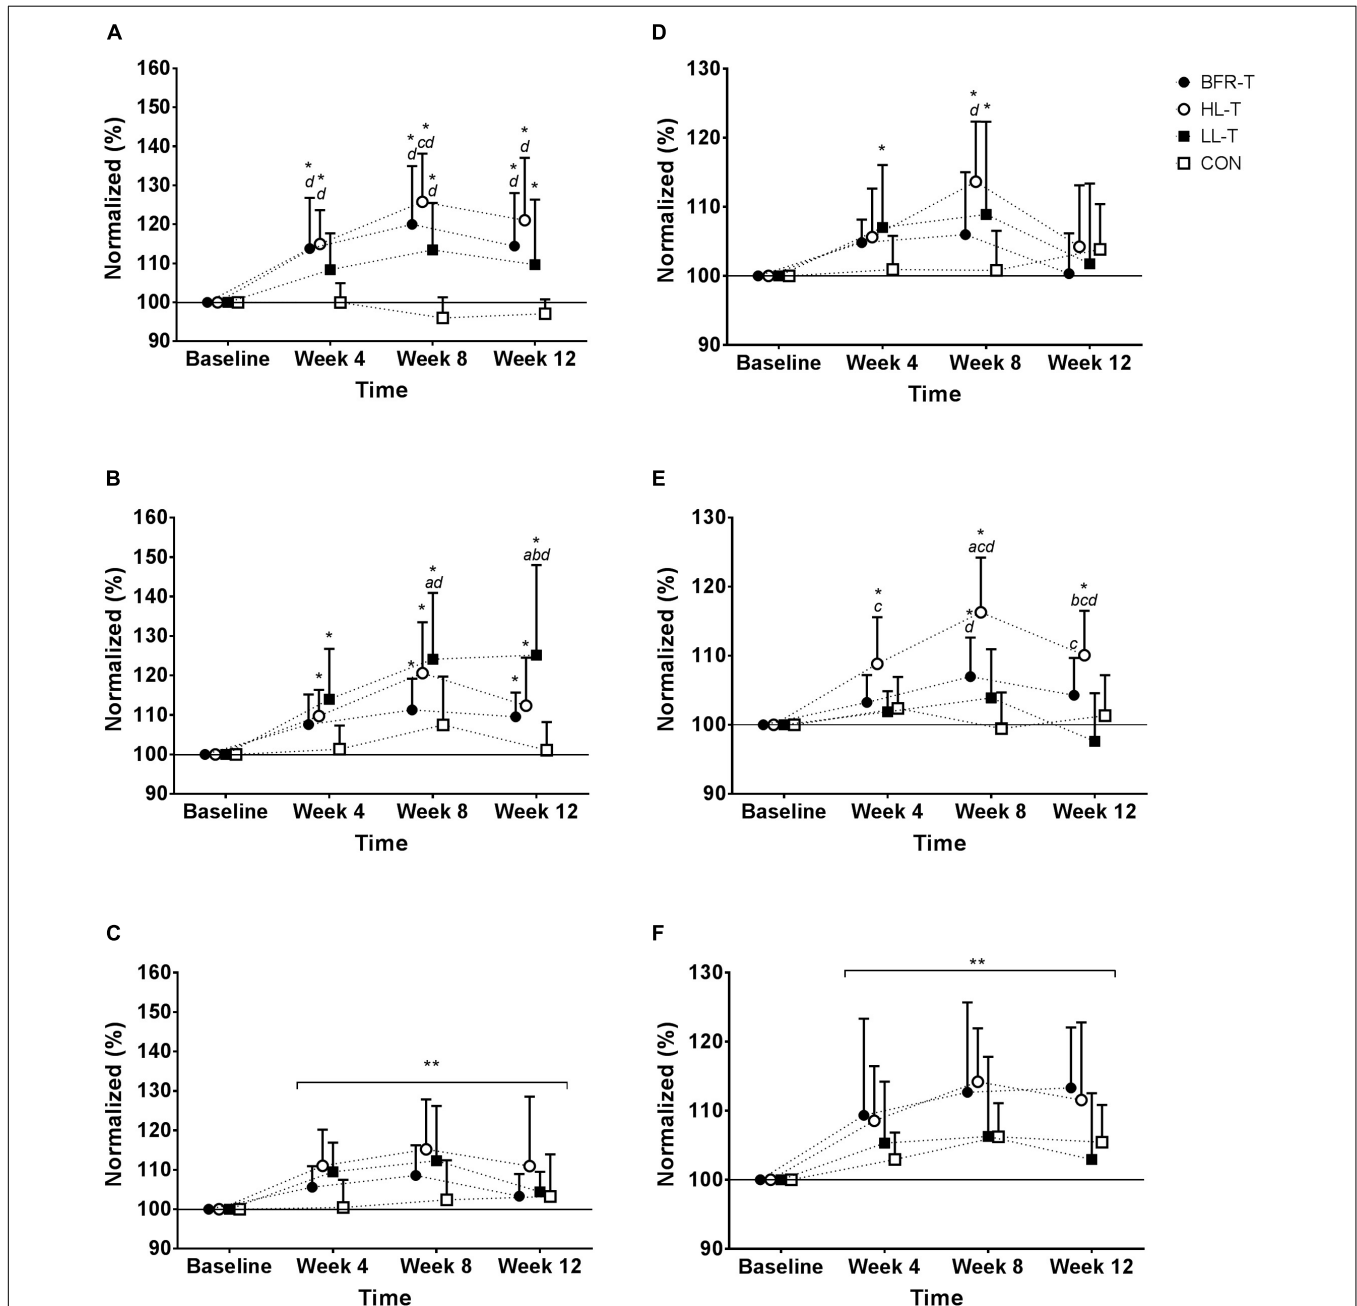 A
160
150
140
130
120
110
100
90
Normalized (%)
* d
* d
* d
* cd
* d
* d
* d
*
Baseline Week 4 Week 8 Week 12
Time
D
130
120
110
100
90
Normalized (%)
*
* d
*
Baseline Week 4 Week 8 Week 12
Time
BFR-T
HL-T
LL-T
CON
B
160
150
140
130
120
110
100
90
Normalized (%)
*
*
*
*
* ad
*
*
* abd
Baseline Week 4 Week 8 Week 12
Time
E
130
120
110
100
90
Normalized (%)
* c
* d
* acd
c
* bcd
Baseline Week 4 Week 8 Week 12
Time
C
160
150
140
130
120
110
100
90
Normalized (%)
**
Baseline Week 4 Week 8 Week 12
Time
F
130
120
110
100
90
Normalized (%)
**
Baseline Week 4 Week 8 Week 12
Time